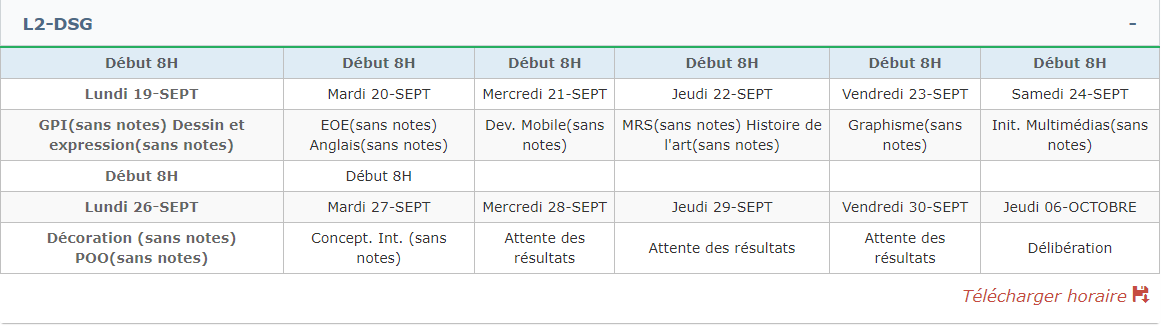 L2-DSG -
Début 8H Début 8H Début 8H Début 8H Début 8H Début 8H
Lundi 19-SEPT Mardi 20-SEPT Mercredi 21-SEPT Jeudi 22-SEPT Vendredi 23-SEPT Samedi 24-SEPT
GPI(sans notes) Dessin et EOE(sans notes) Dev. Mobile(sans MRS(sans notes) Histoire de Graphisme(sans Init. Multimédias(sans
expression(sans notes) Anglais(sans notes) notes) l'art(sans notes) notes) notes)
Début 8H Début 8H
Lundi 26-SEPT Mardi 27-SEPT Mercredi 28-SEPT Jeudi 29-SEPT Vendredi 30-SEPT Jeudi 06-OCTOBRE
Décoration (sans notes) Concept. Int. (sans Attente des Attente des résultats Attente des Délibération
POO(sans notes) notes) résultats résultats
Télécharger horaire